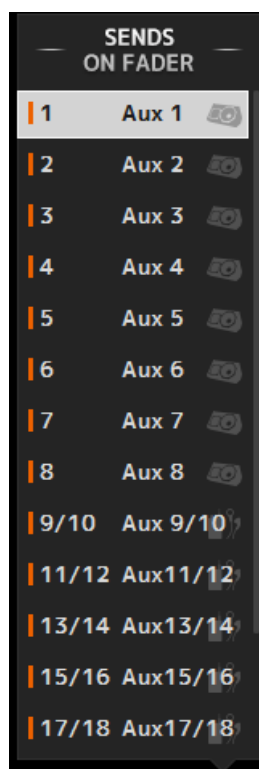 SENDS
ON FADER
1 Aux 1
2 Aux 2
3 Aux 3
4 Aux 4
5 Aux 5
6 Aux 6
7 Aux 7
8 Aux 8
9/10 Aux 9/10
11/12 Aux11/12
13/14 Aux13/14
15/16 Aux15/16
17/18 Aux17/18